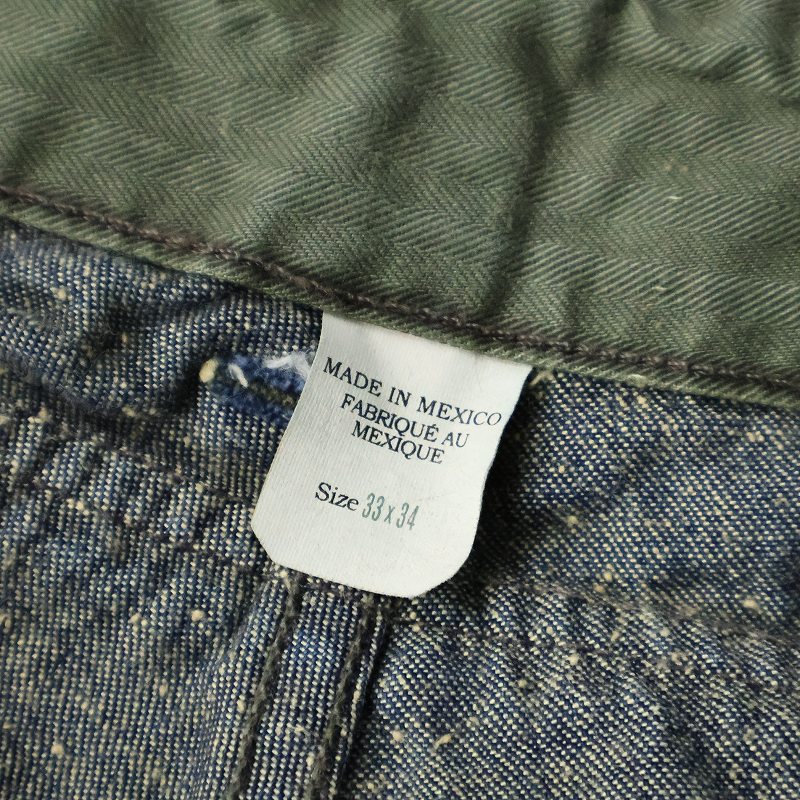 MADE IN MEXICO
FABRIQUÉ AU
MEXIQUE
Size 33 x 34